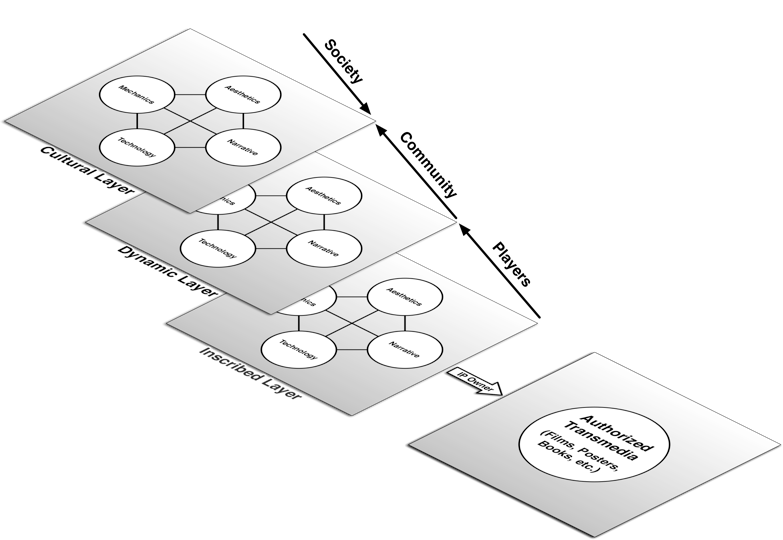 Society
Mechanics
Aesthetics
Technology
Narrative
Cultural Layer
Community
Aesthetics
Technology
Narrative
Dynamic Layer
Players
Aesthetics
Technology
Narrative
Inscribed Layer
IP Owner
Authorized
Transmedia
(Films, Posters,
Books, etc.)